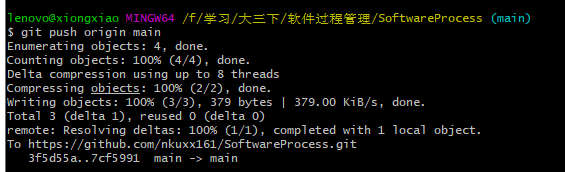 lenovo@xiongxiao MINGW64 /f/学习/大三下/软件过程管理/SoftwareProcess (main)
$ git push origin main
Enumerating objects: 4, done.
Counting objects: 100% (4/4), done.
Delta compression using up to 8 threads
Compressing objects: 100% (2/2), done.
Writing objects: 100% (3/3), 379 bytes | 379.00 KiB/s, done.
Total 3 (delta 1), reused 0 (delta 0)
remote: Resolving deltas: 100% (1/1), completed with 1 local object.
To https://github.com/nkuxx161/SoftwareProcess.git
   3f5d55a..7cf5991  main -> main